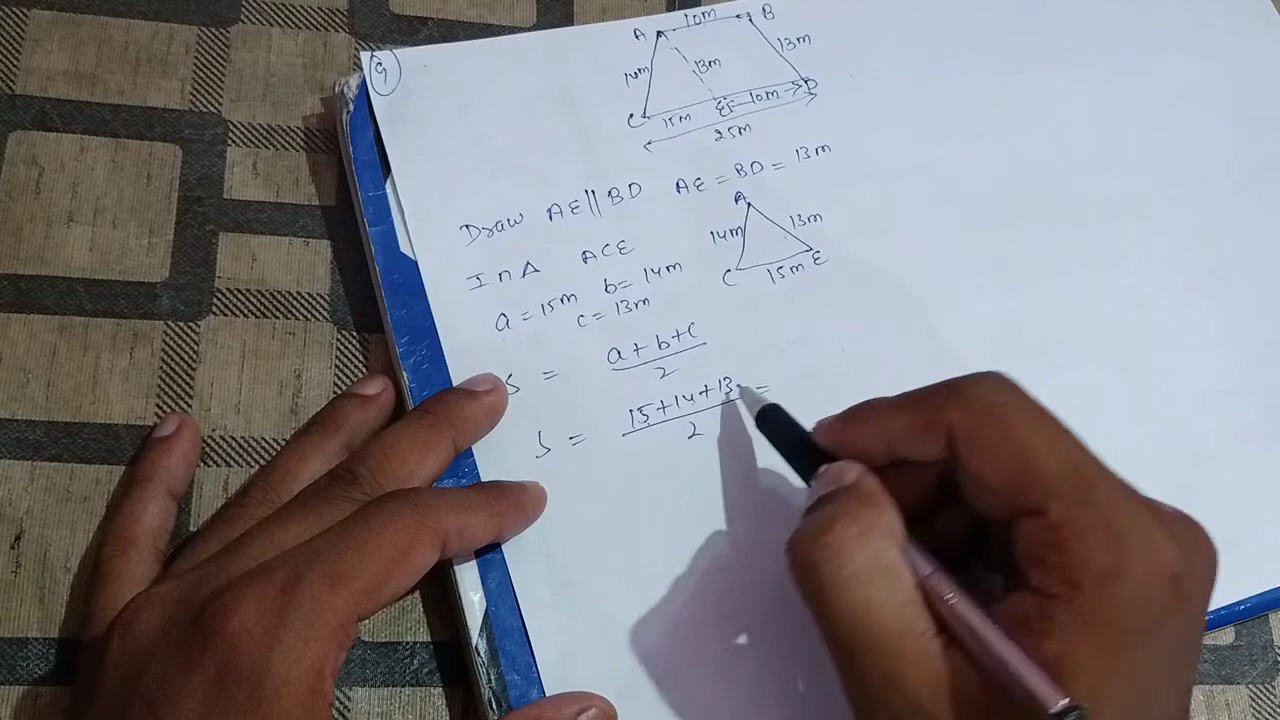 9
10m
A B
14m 13m 13m
C 15m E 10m D
25m
Draw AE||BD AE = BD = 13m
In Δ ACE
a = 15m b = 14m
c = 13m
A
14m 13m
C 15m E
S = a+b+c / 2
S = 15+14+13 / 2 =